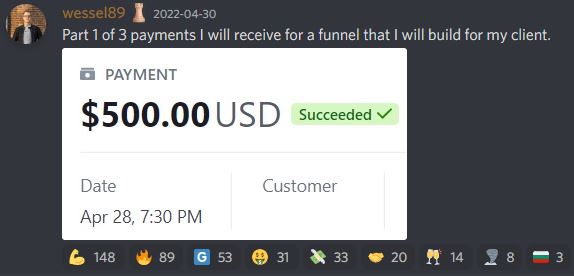 wessel89 2022-04-30
Part 1 of 3 payments I will receive for a funnel that I will build for my client.
PAYMENT
$500.00 USD Succeeded
Date Customer
Apr 28, 7:30 PM
148 89 G 53 31 33 20 14 8 3